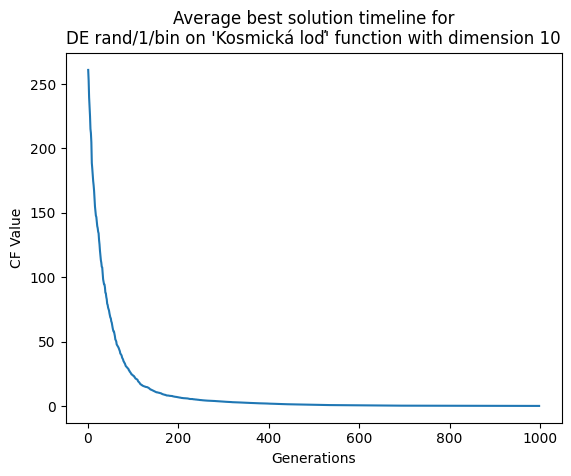 Average best solution timeline for
DE rand/1/bin on 'Kosmická loď' function with dimension 10
250
200
150
100
50
0
CF Value
0 200 400 600 800 1000
Generations